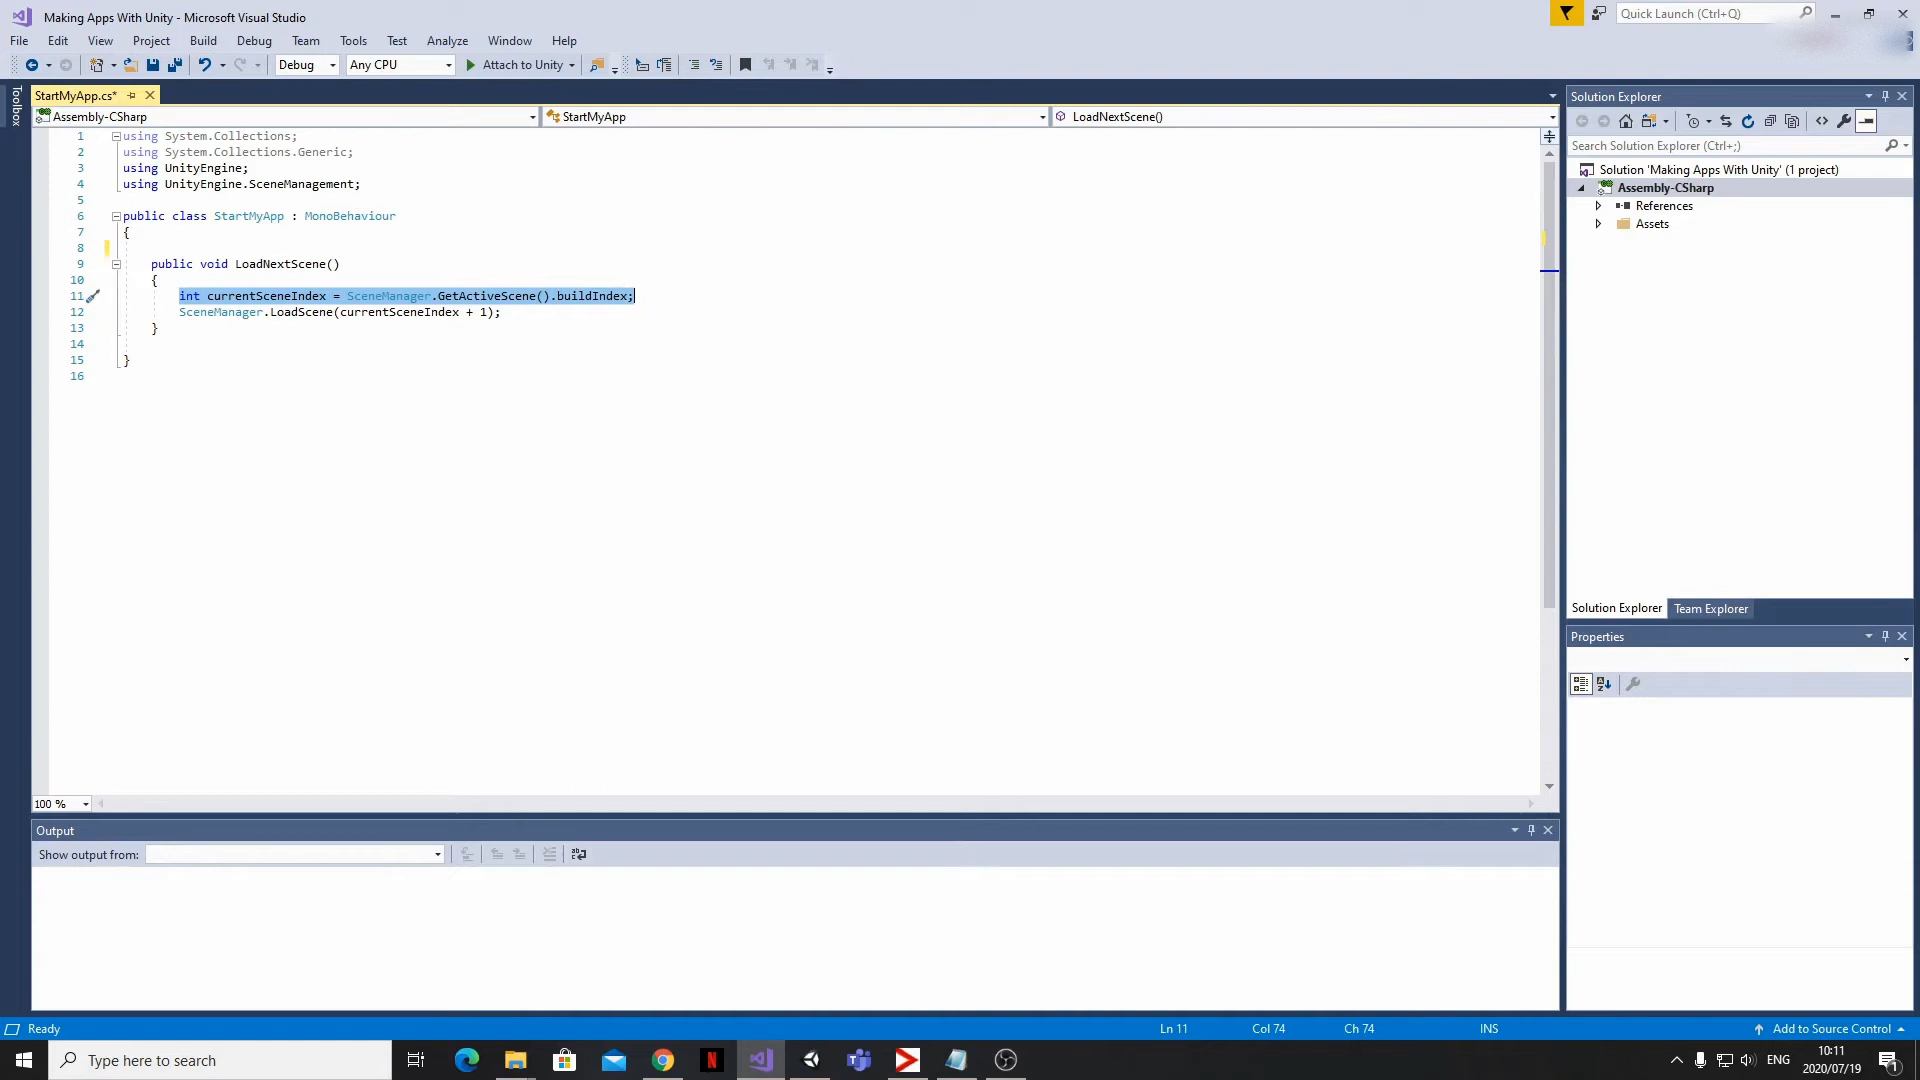 Making Apps With Unity - Microsoft Visual Studio
Quick Launch (Ctrl+Q)
File Edit View Project Build Debug Team Tools Test Analyze Window Help
Debug Any CPU Attach to Unity
Toolbox
StartMyApp.cs*
Assembly-CSharp StartMyApp LoadNextScene()
1 using System.Collections;
2 using System.Collections.Generic;
3 using UnityEngine;
4 using UnityEngine.SceneManagement;
5
6 public class StartMyApp : MonoBehaviour
7 {
8
9 public void LoadNextScene()
10 {
11 int currentSceneIndex = SceneManager.GetActiveScene().buildIndex;
12 SceneManager.LoadScene(currentSceneIndex + 1);
13 }
14
15 }
16
100 %
Output
Show output from:
Solution Explorer
Search Solution Explorer (Ctrl+;)
Solution 'Making Apps With Unity' (1 project)
Assembly-CSharp
References
Assets
Solution Explorer Team Explorer
Properties
Ready Ln 11 Col 74 Ch 74 INS Add to Source Control
Type here to search
ENG
10:11
2020/07/19
1